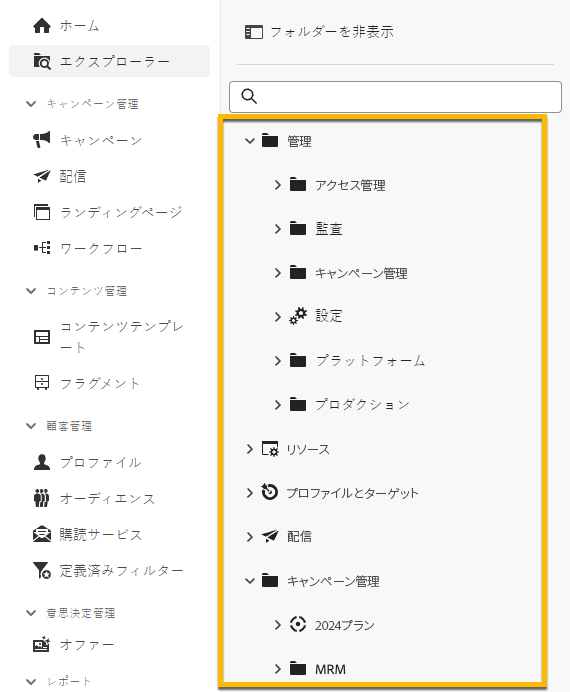 ホーム
エクスプローラー
キャンペーン管理
キャンペーン
配信
ランディングページ
ワークフロー
コンテンツ管理
コンテンツテンプレ
ート
フラグメント
顧客管理
プロファイル
オーディエンス
購読サービス
定義済みフィルター
意思決定管理
オファー
レポート
フォルダーを非表示
管理
アクセス管理
監査
キャンペーン管理
設定
プラットフォーム
プロダクション
リソース
プロファイルとターゲット
配信
キャンペーン管理
2024プラン
MRM